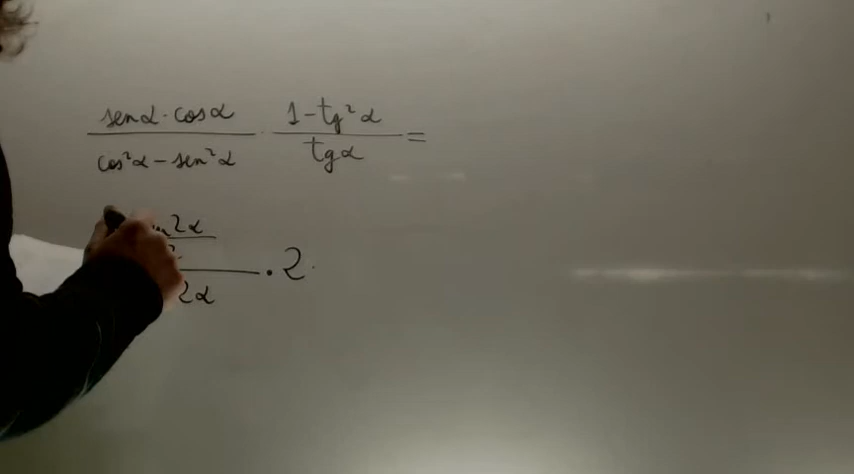 senα·cosα / cos²α − sen²α · 1 − tg²α / tgα =
2α / 2α · 2·